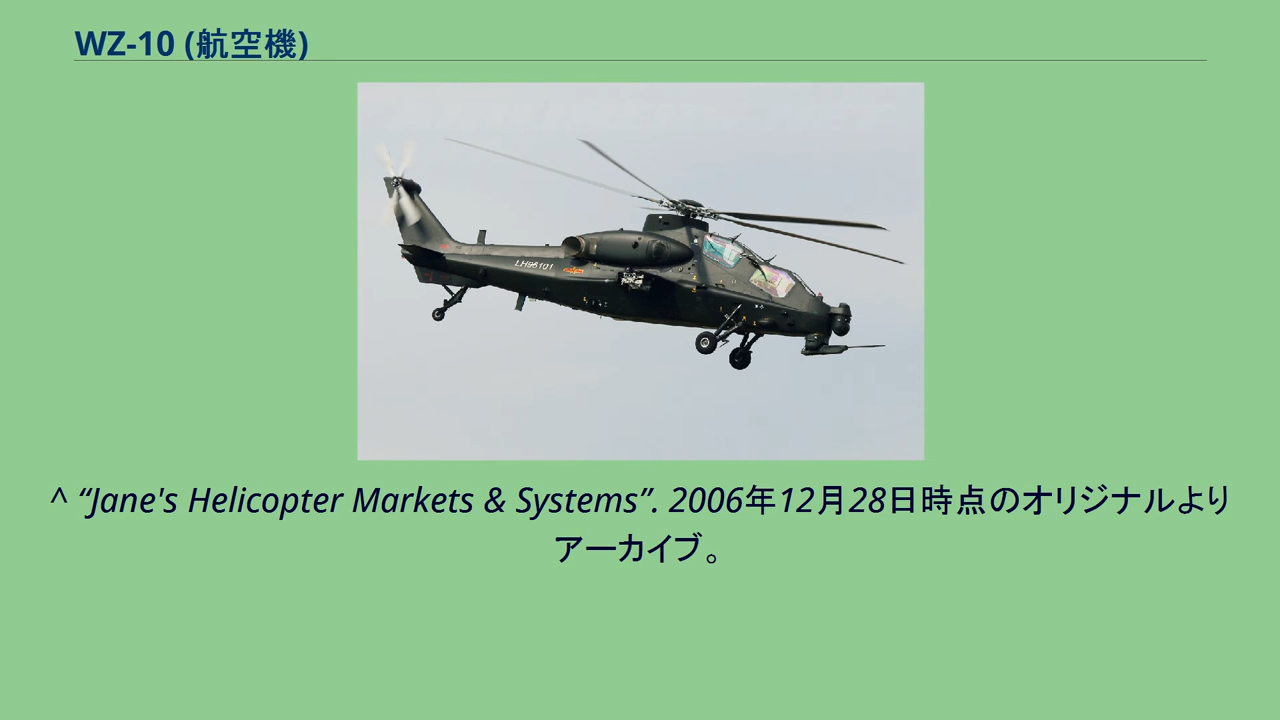 WZ-10 (航空機)
LH98101
^ “Jane's Helicopter Markets & Systems”. 2006年12月28日時点のオリジナルより
アーカイブ。